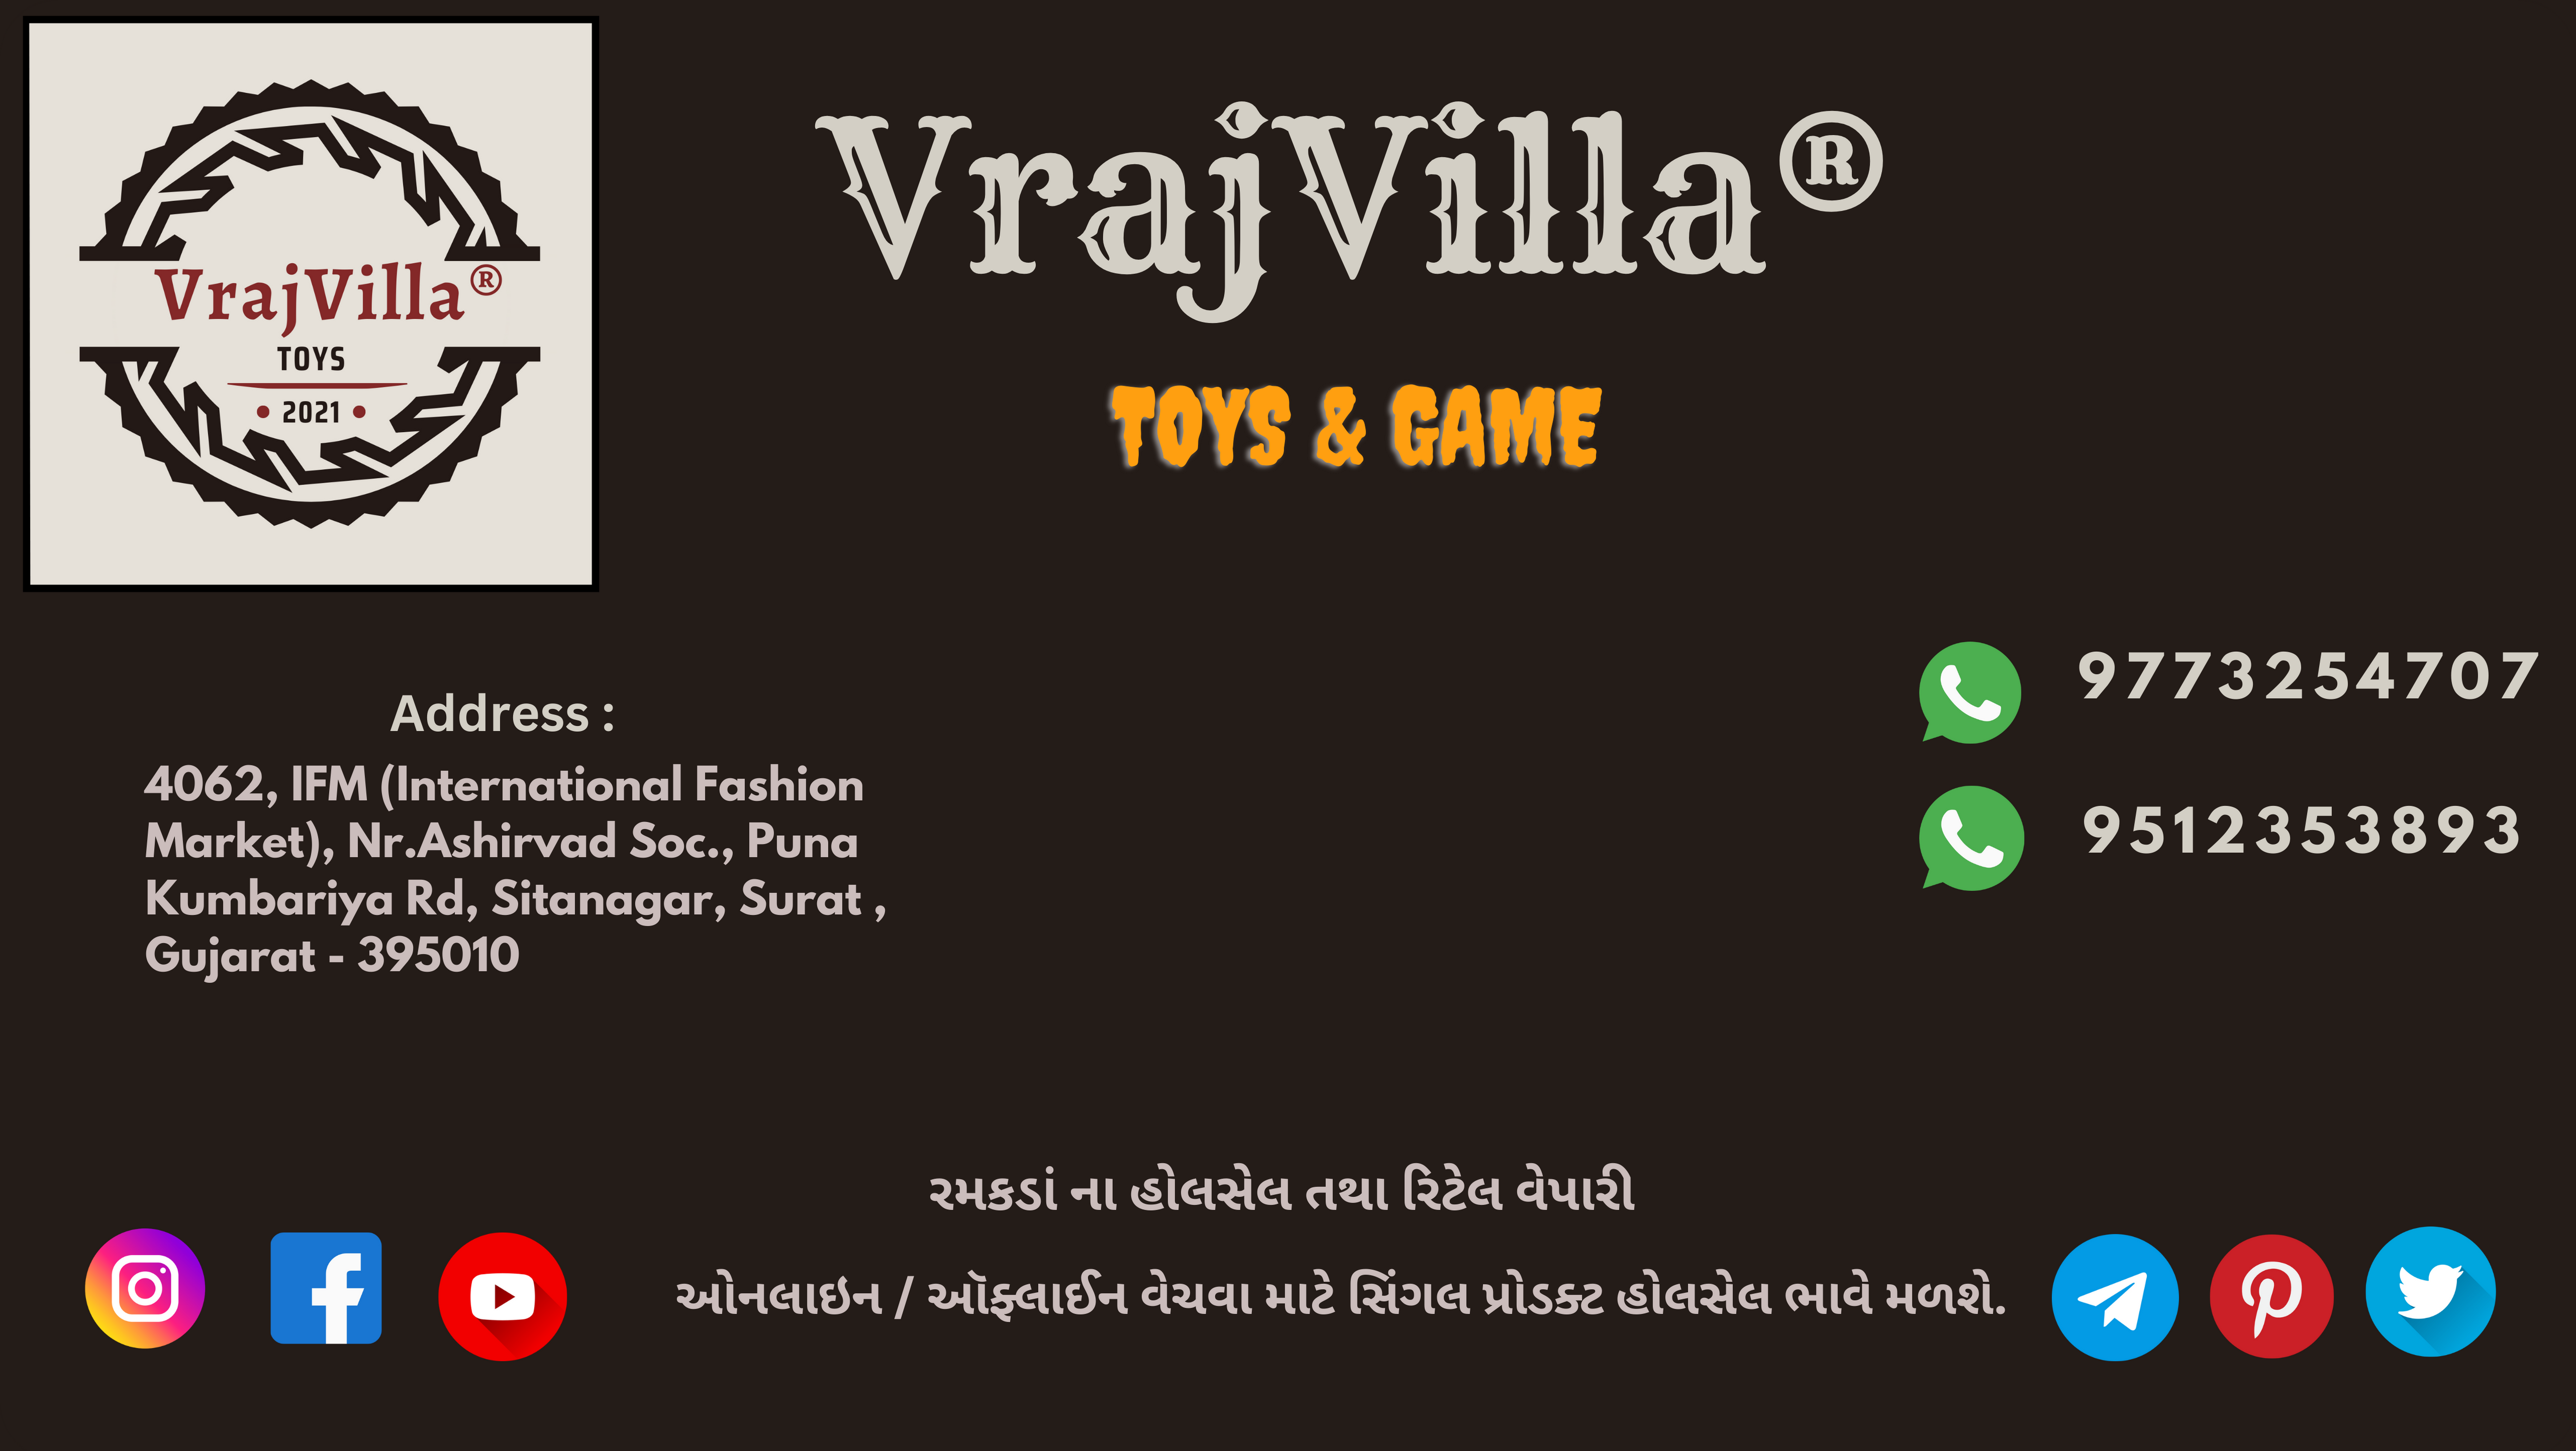 VrajVilla®
TOYS
• 2021 •
VrajVilla®
TOYS & GAME
Address :
4062, IFM (International Fashion
Market), Nr.Ashirvad Soc., Puna
Kumbariya Rd, Sitanagar, Surat ,
Gujarat - 395010
9773254707
9512353893
રમકડાં ના હોલસેલ તથા રિટેલ વેપારી
ઓનલાઇન / ઑફ્લાઈન વેચવા માટે સિંગલ પ્રોડક્ટ હોલસેલ ભાવે મળશે.